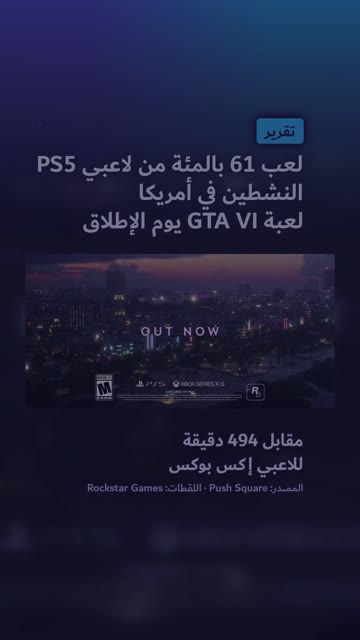 تقرير
لعب 61 بالمئة من لاعبي PS5
النشطين في أمريكا
لعبة GTA VI يوم الإطلاق
OUT NOW
PS5 XBOX SERIES X|S
مقابل 494 دقيقة
للاعبي إكس بوكس
المصدر: Push Square · اللقطات: Rockstar Games